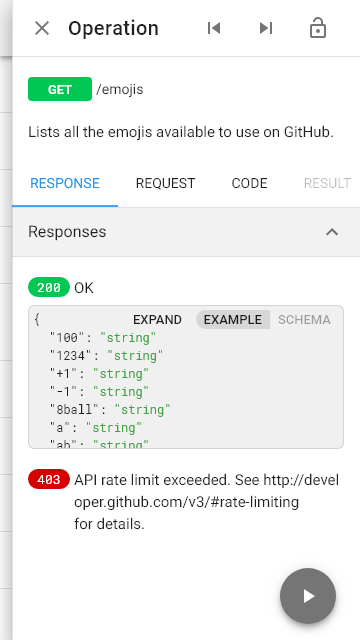 Operation
GET /emojis
Lists all the emojis available to use on GitHub.
RESPONSE REQUEST CODE RESULT
Responses
200 OK
{ EXPAND EXAMPLE SCHEMA
"100": "string"
"1234": "string"
"+1": "string"
"-1": "string"
"8ball": "string"
"a": "string"
"ab": "string"
403 API rate limit exceeded. See http://devel
oper.github.com/v3/#rate-limiting
for details.